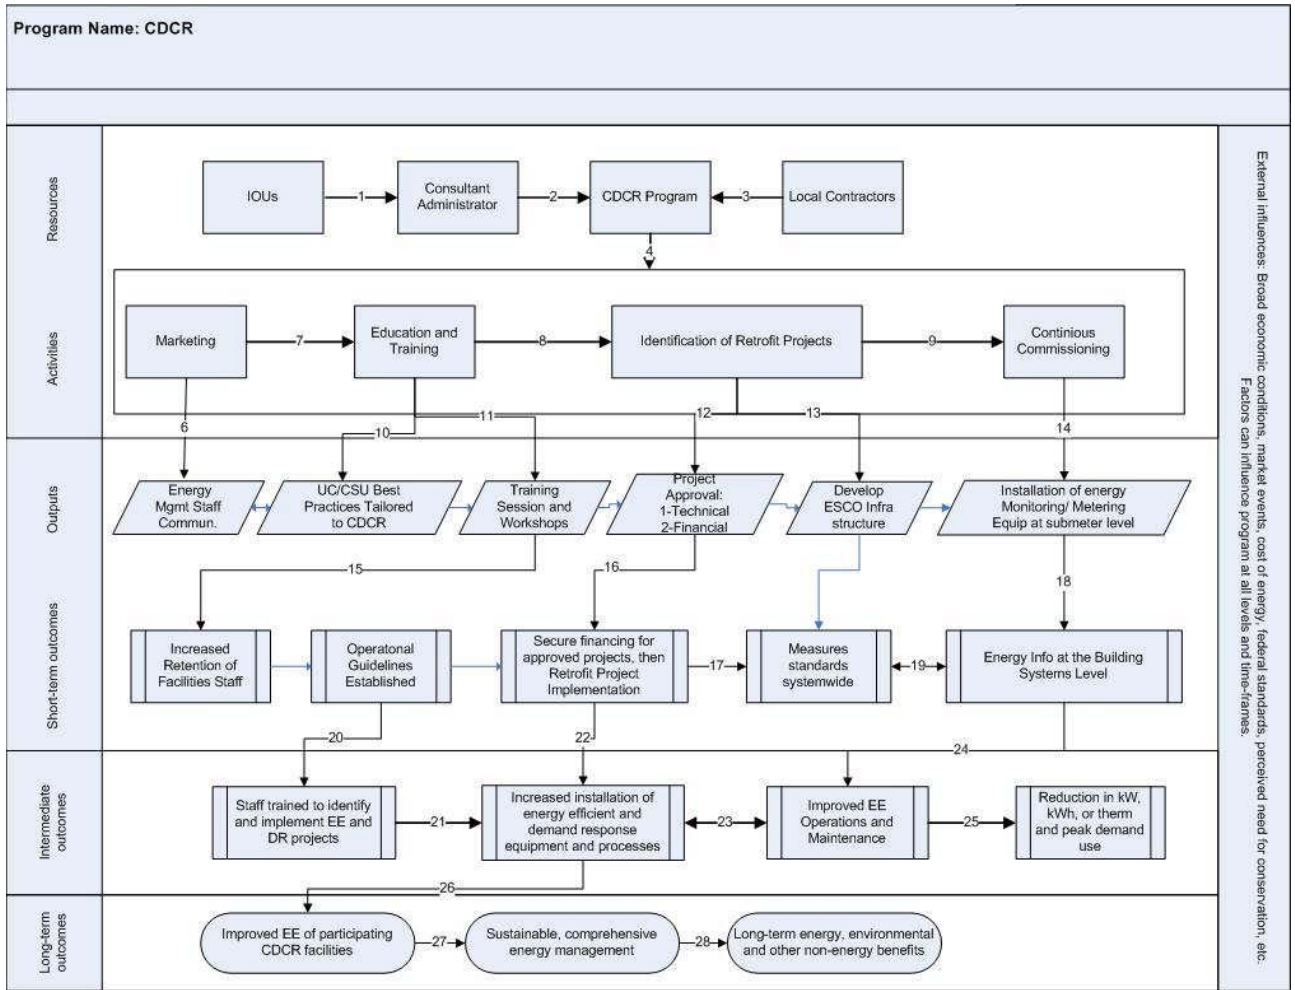 Program Name: CDCR
Resources
IOUs
1
Consultant
Administrator
2
CDCR Program
3
Local Contractors
4
Activities
Marketing
7
Education and
Training
8
Identification of Retrofit Projects
9
Continious
Commissioning
6
10
11
12
13
14
Outputs
Energy
Mgmt Staff
Commun.
UC/CSU Best
Practices Tailored
to CDCR
Training
Session and
Workshops
Project
Approval:
1-Technical
2-Financial
Develop
ESCO Infra
structure
Installation of energy
Monitoring/ Metering
Equip at submeter level
15
16
18
Short-term outcomes
Increased
Retention of
Facilities Staff
Operatonal
Guidelines
Established
Secure financing for
approved projects, then
Retrofit Project
Implementation
17
Measures
standards
systemwide
19
Energy Info at the Building
Systems Level
20
22
24
Intermediate
outcomes
Staff trained to identify
and implement EE and
DR projects
21
Increased installation of
energy efficient and
demand response
equipment and processes
23
Improved EE
Operations and
Maintenance
25
Reduction in kW,
kWh, or therm
and peak demand
use
26
Long-term
outcomes
Improved EE of participating
CDCR facilities
27
Sustainable, comprehensive
energy management
28
Long-term energy, environmental
and other non-energy benefits
External influences: Broad economic conditions, market events, cost of energy, federal standards, perceived need for conservation, etc.
Factors can influence program at all levels and time-frames.